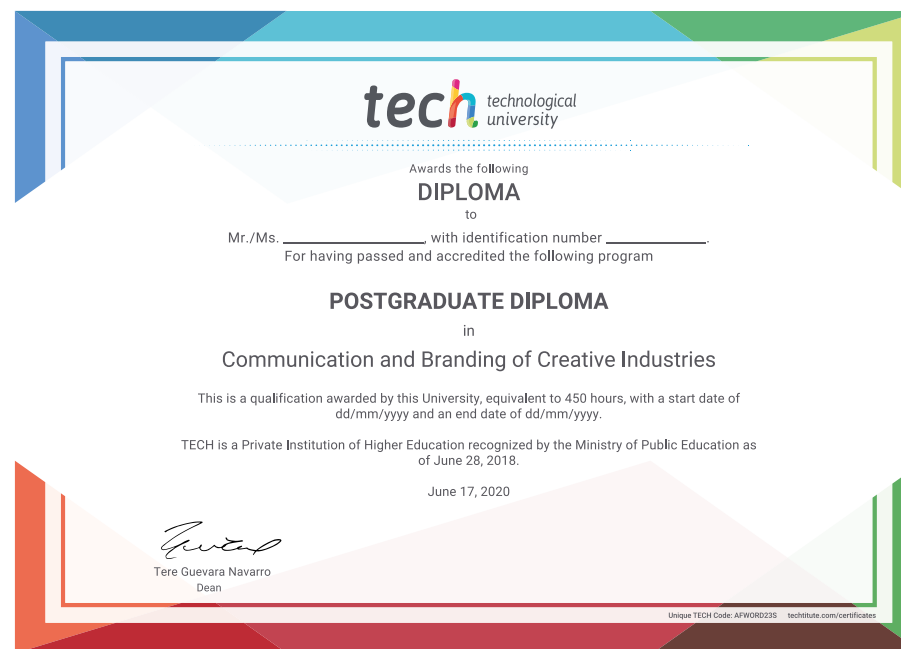 tech technological
university
Awards the following
DIPLOMA
to
Mr./Ms. ____________, with identification number ____________.
For having passed and accredited the following program
POSTGRADUATE DIPLOMA
in
Communication and Branding of Creative Industries
This is a qualification awarded by this University, equivalent to 450 hours, with a start date of
dd/mm/yyyy and an end date of dd/mm/yyyy.
TECH is a Private Institution of Higher Education recognized by the Ministry of Public Education as
of June 28, 2018.
June 17, 2020
Tere Guevara Navarro
Dean
Unique TECH Code: AFWORD23S techtitute.com/certificates